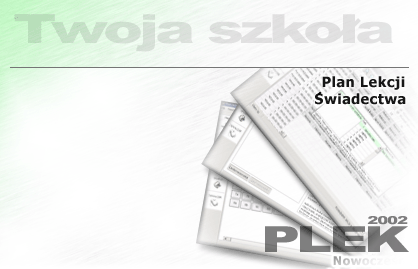 Twoja szkoła
Plan Lekcji
Świadectwa
2002
PLEK